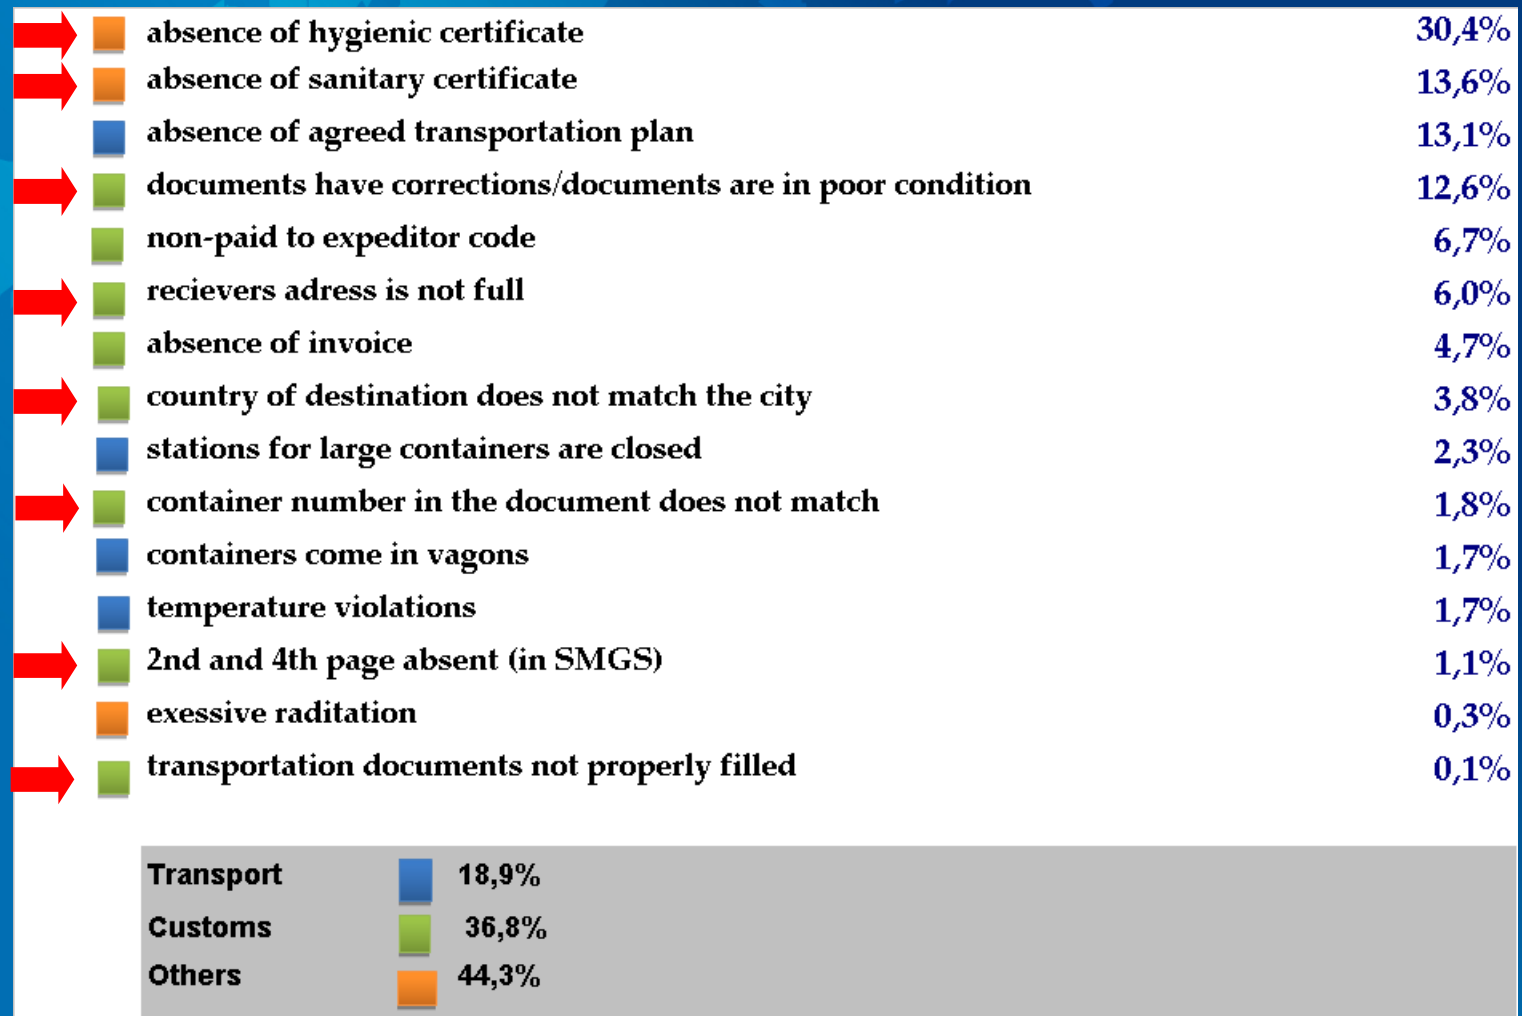 absence of hygienic certificate 30,4%
absence of sanitary certificate 13,6%
absence of agreed transportation plan 13,1%
documents have corrections/documents are in poor condition 12,6%
non-paid to expeditor code 6,7%
recievers adress is not full 6,0%
absence of invoice 4,7%
country of destination does not match the city 3,8%
stations for large containers are closed 2,3%
container number in the document does not match 1,8%
containers come in vagons 1,7%
temperature violations 1,7%
2nd and 4th page absent (in SMGS) 1,1%
exessive raditation 0,3%
transportation documents not properly filled 0,1%
Transport 18,9%
Customs 36,8%
Others 44,3%